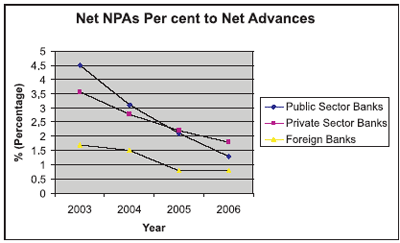 Net NPAs Per cent to Net Advances
% (Percentage)
5
4,5
4
3,5
3
2,5
2
1,5
1
0,5
0
2003 2004 2005 2006
Year
Public Sector Banks
Private Sector Banks
Foreign Banks